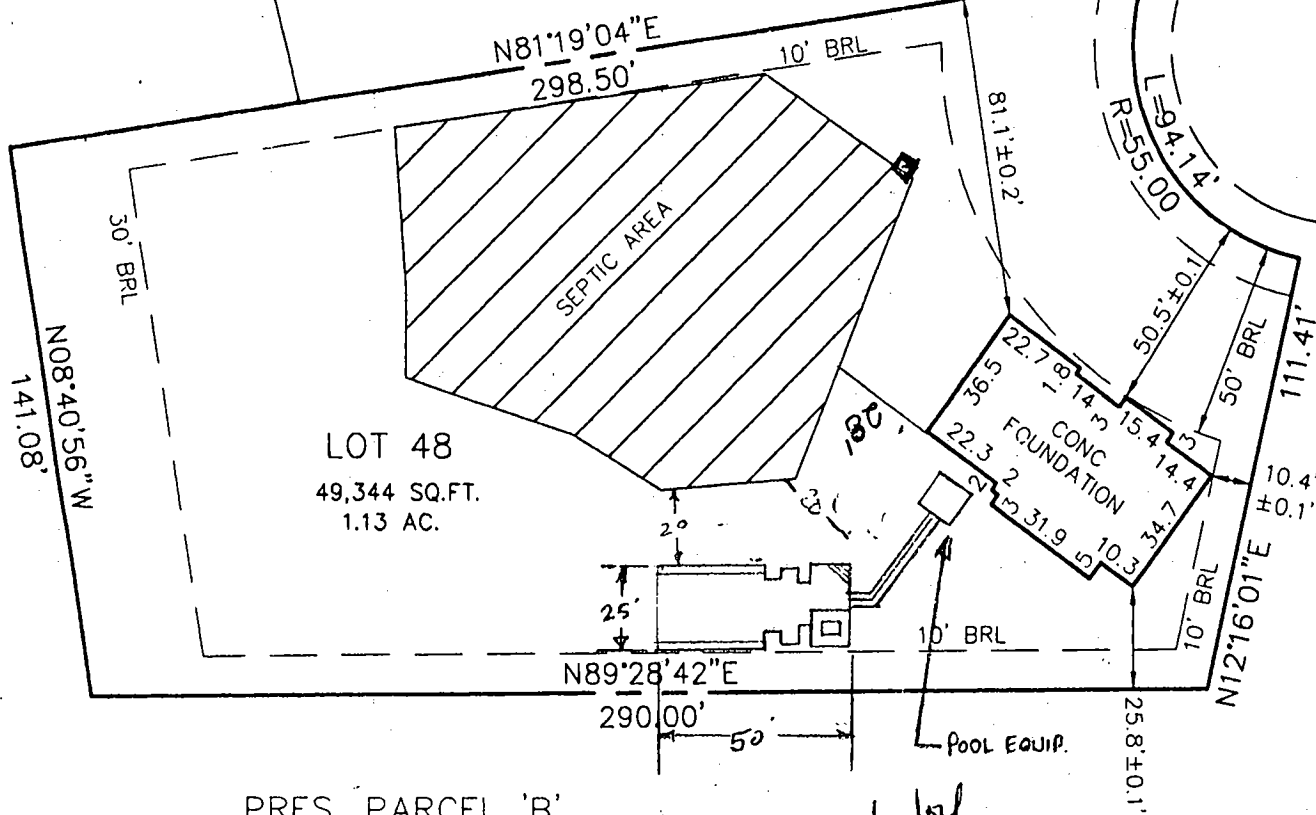 N81°19'04"E
298.50'
10' BRL
81.1'±0.2'
L=94.14'
R=55.00
30' BRL
SEPTIC AREA
50.5'±0.1
50' BRL
111.41'
N08°40'56"W
141.08'
LOT 48
49,344 SQ.FT.
1.13 AC.
22.7
1.8
14
3
15.4
3
14.4
36.5
CONC
FOUNDATION
22.3
2
2
3
31.9
5
10.3
34.7
10.4'
±0.1'
20
25'
10' BRL
10' BRL
N12°16'01"E
N89°28'42"E
290.00'
50'
POOL EQUIP.
25.8'±0.1'
PRES. PARCEL 'B'